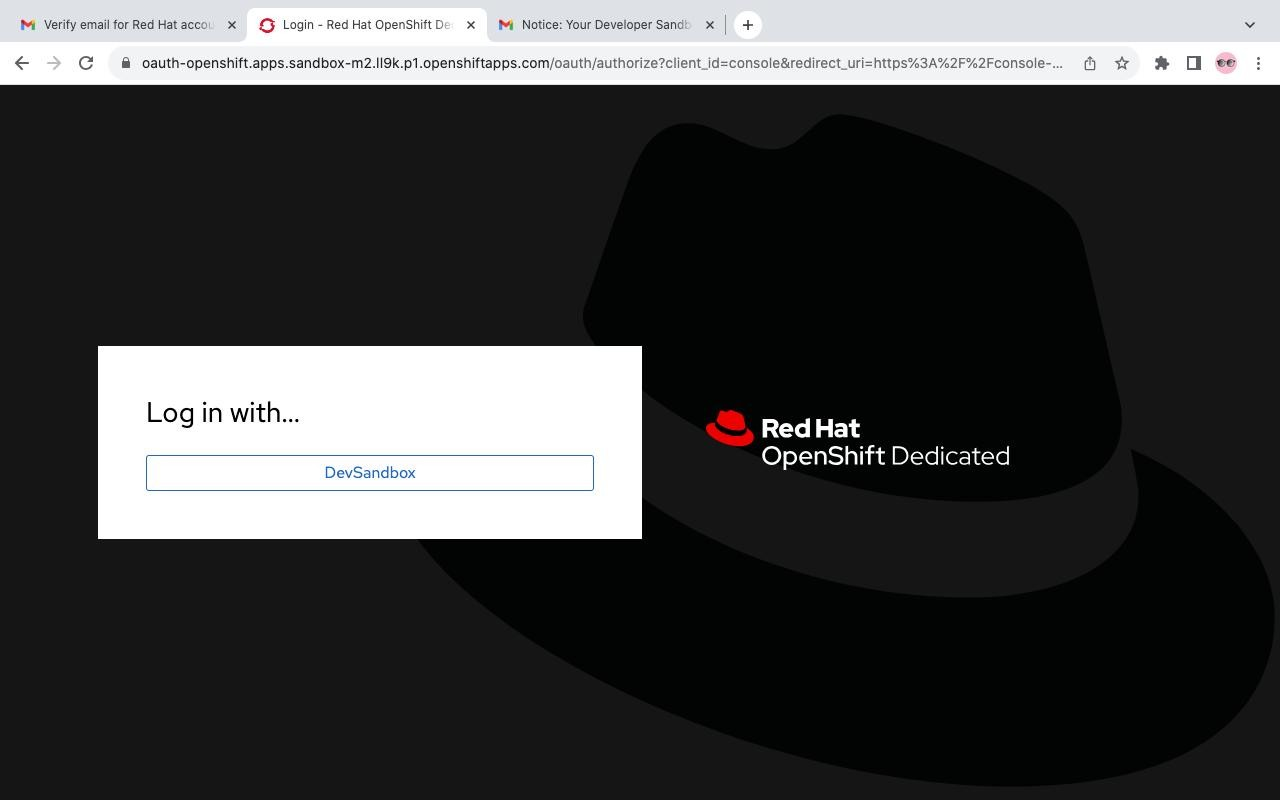 Verify email for Red Hat accou
Login - Red Hat OpenShift De
Notice: Your Developer Sandb
oauth-openshift.apps.sandbox-m2.ll9k.p1.openshiftapps.com/oauth/authorize?client_id=console&redirect_uri=https%3A%2F%2Fconsole-...
Log in with...
DevSandbox
Red Hat
OpenShift Dedicated